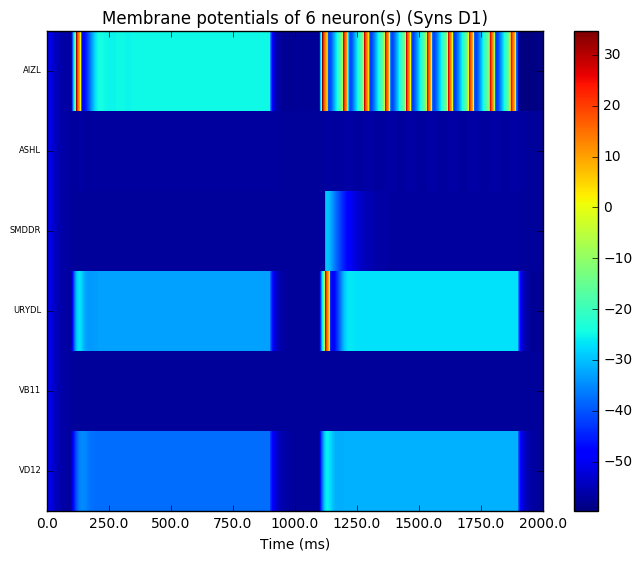 Membrane potentials of 6 neuron(s) (Syns D1)
AIZL
ASHL
SMDDR
URYDL
VB11
VD12
0.0 250.0 500.0 750.0 1000.0 1250.0 1500.0 1750.0 2000.0
Time (ms)
30
20
10
0
−10
−20
−30
−40
−50